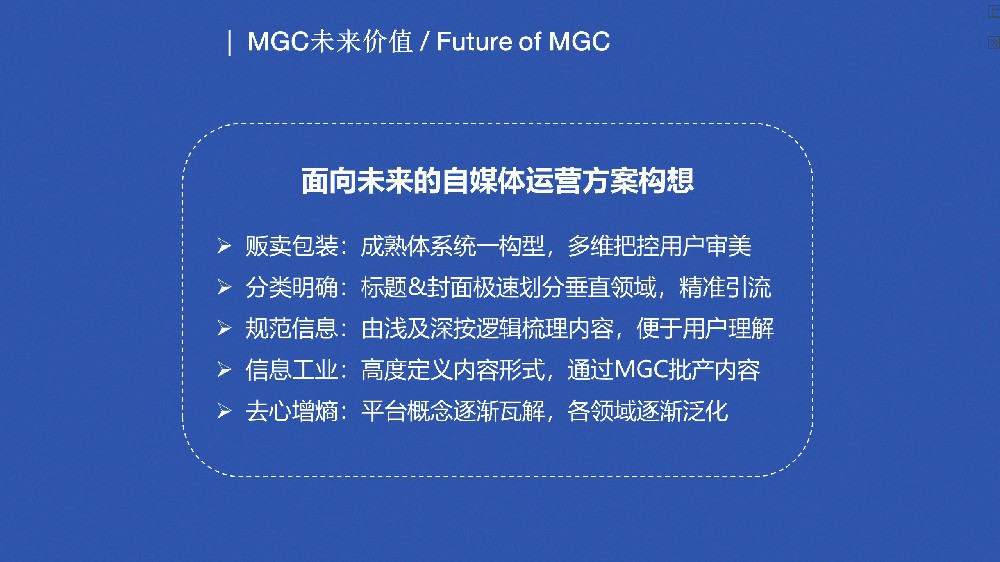 | MGC未来价值 / Future of MGC
面向未来的自媒体运营方案构想
➢ 贩卖包装：成熟体系统一构型，多维把控用户审美
➢ 分类明确：标题&封面极速划分垂直领域，精准引流
➢ 规范信息：由浅及深按逻辑梳理内容，便于用户理解
➢ 信息工业：高度定义内容形式，通过MGC批产内容
➢ 去心增熵：平台概念逐渐瓦解，各领域逐渐泛化